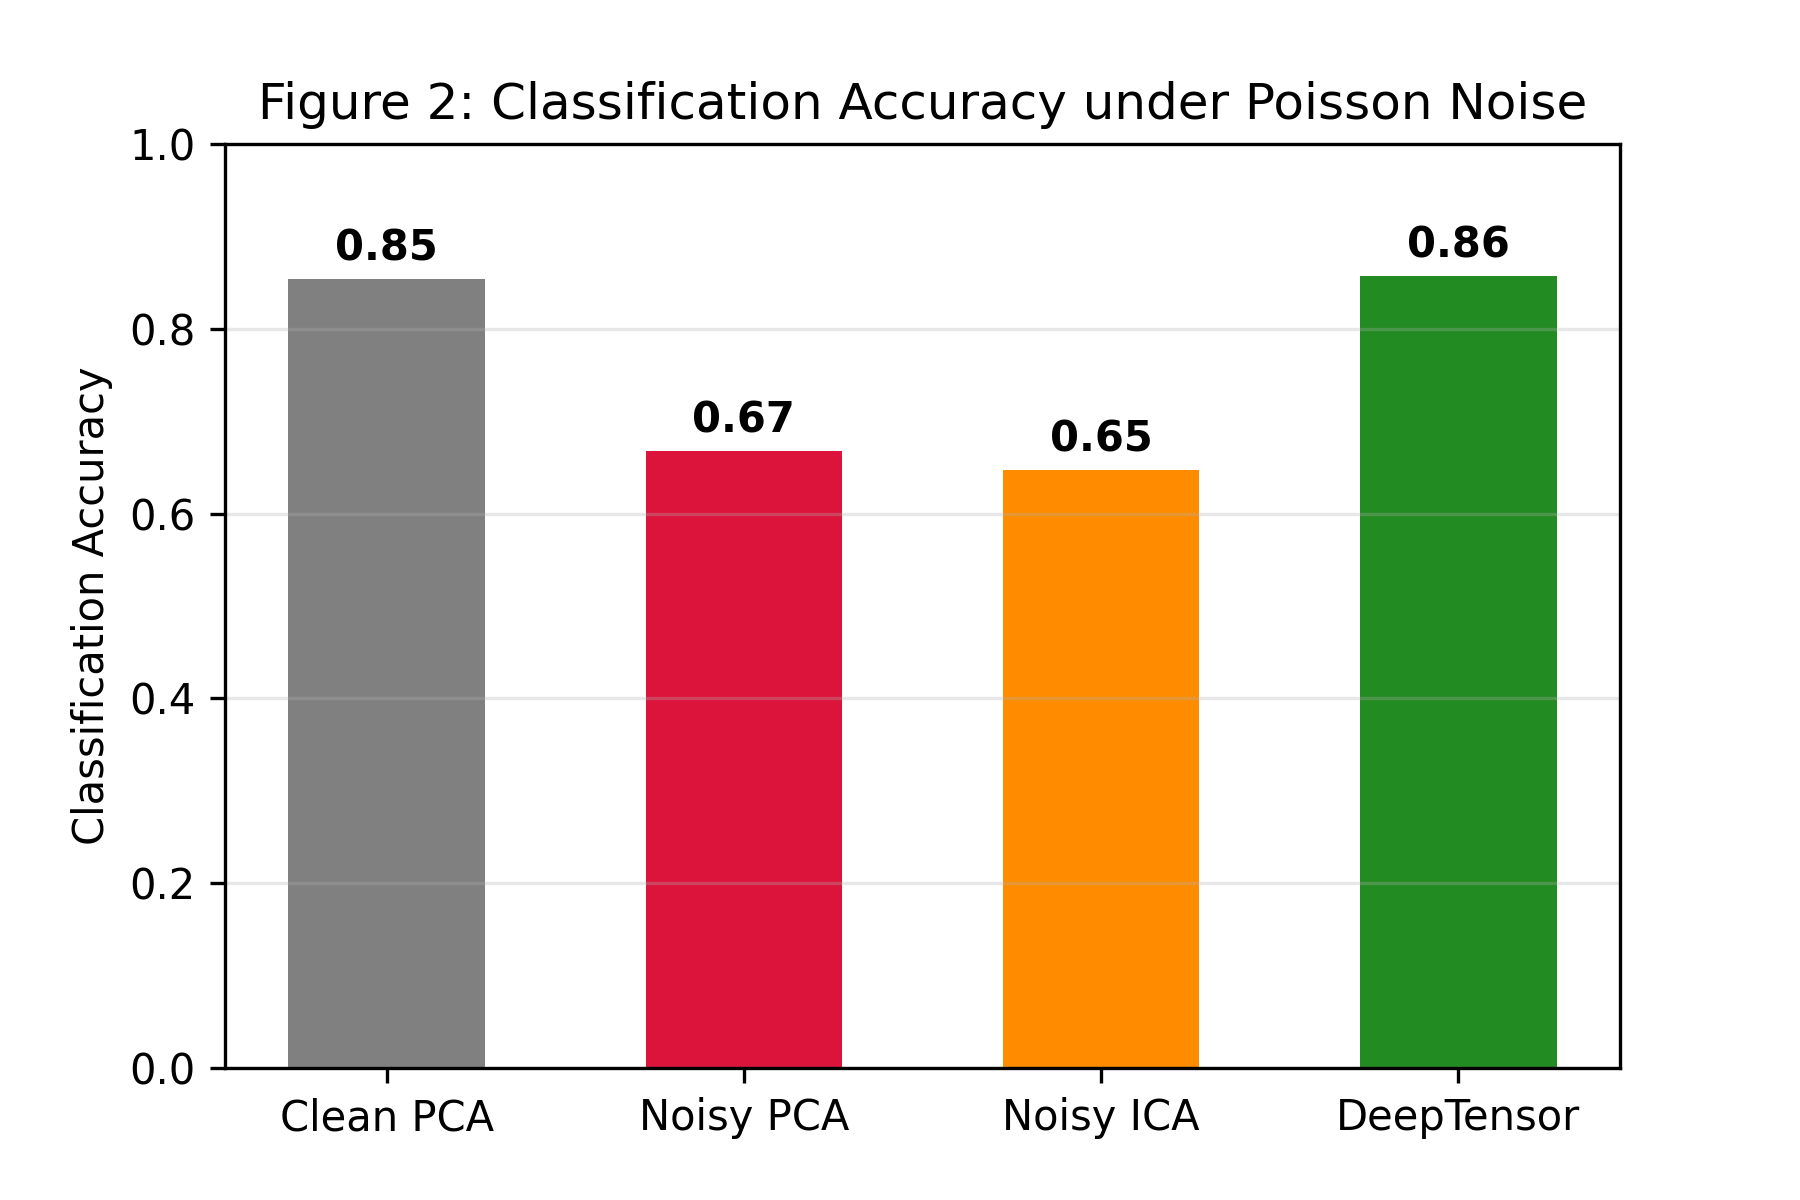 Figure 2: Classification Accuracy under Poisson Noise
Classification Accuracy
1.0
0.8
0.6
0.4
0.2
0.0
0.85
0.67
0.65
0.86
Clean PCA
Noisy PCA
Noisy ICA
DeepTensor